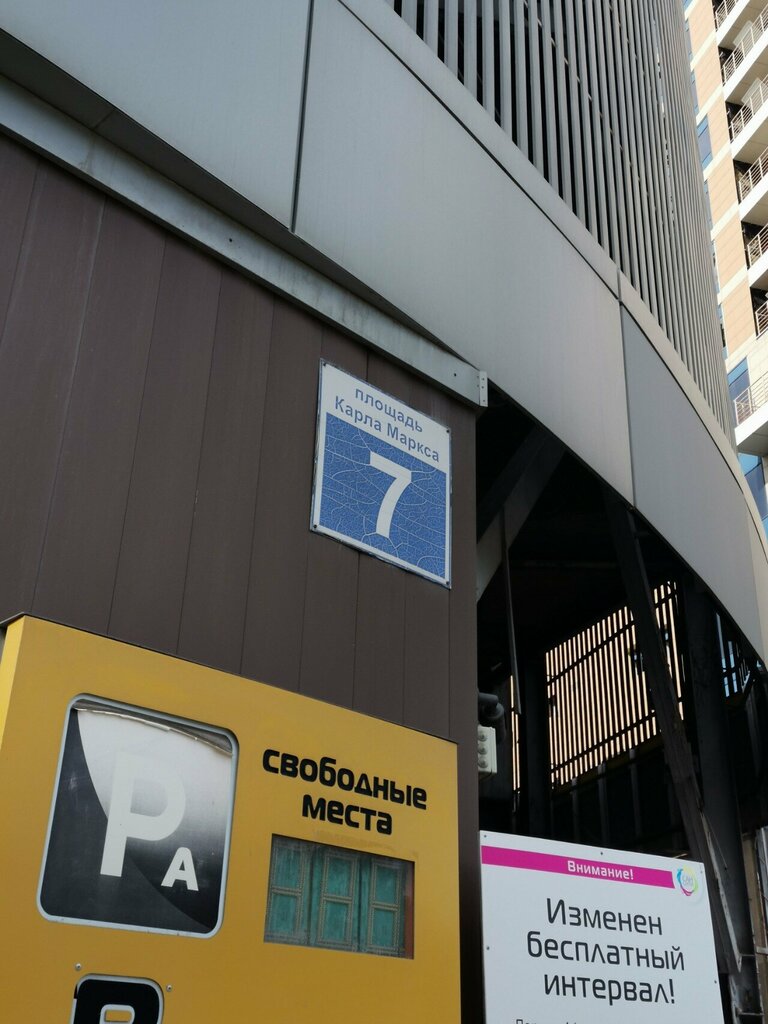 площадь
Карла Маркса
7
P
A
свободные
места
Внимание!
Изменен
бесплатный
интервал!